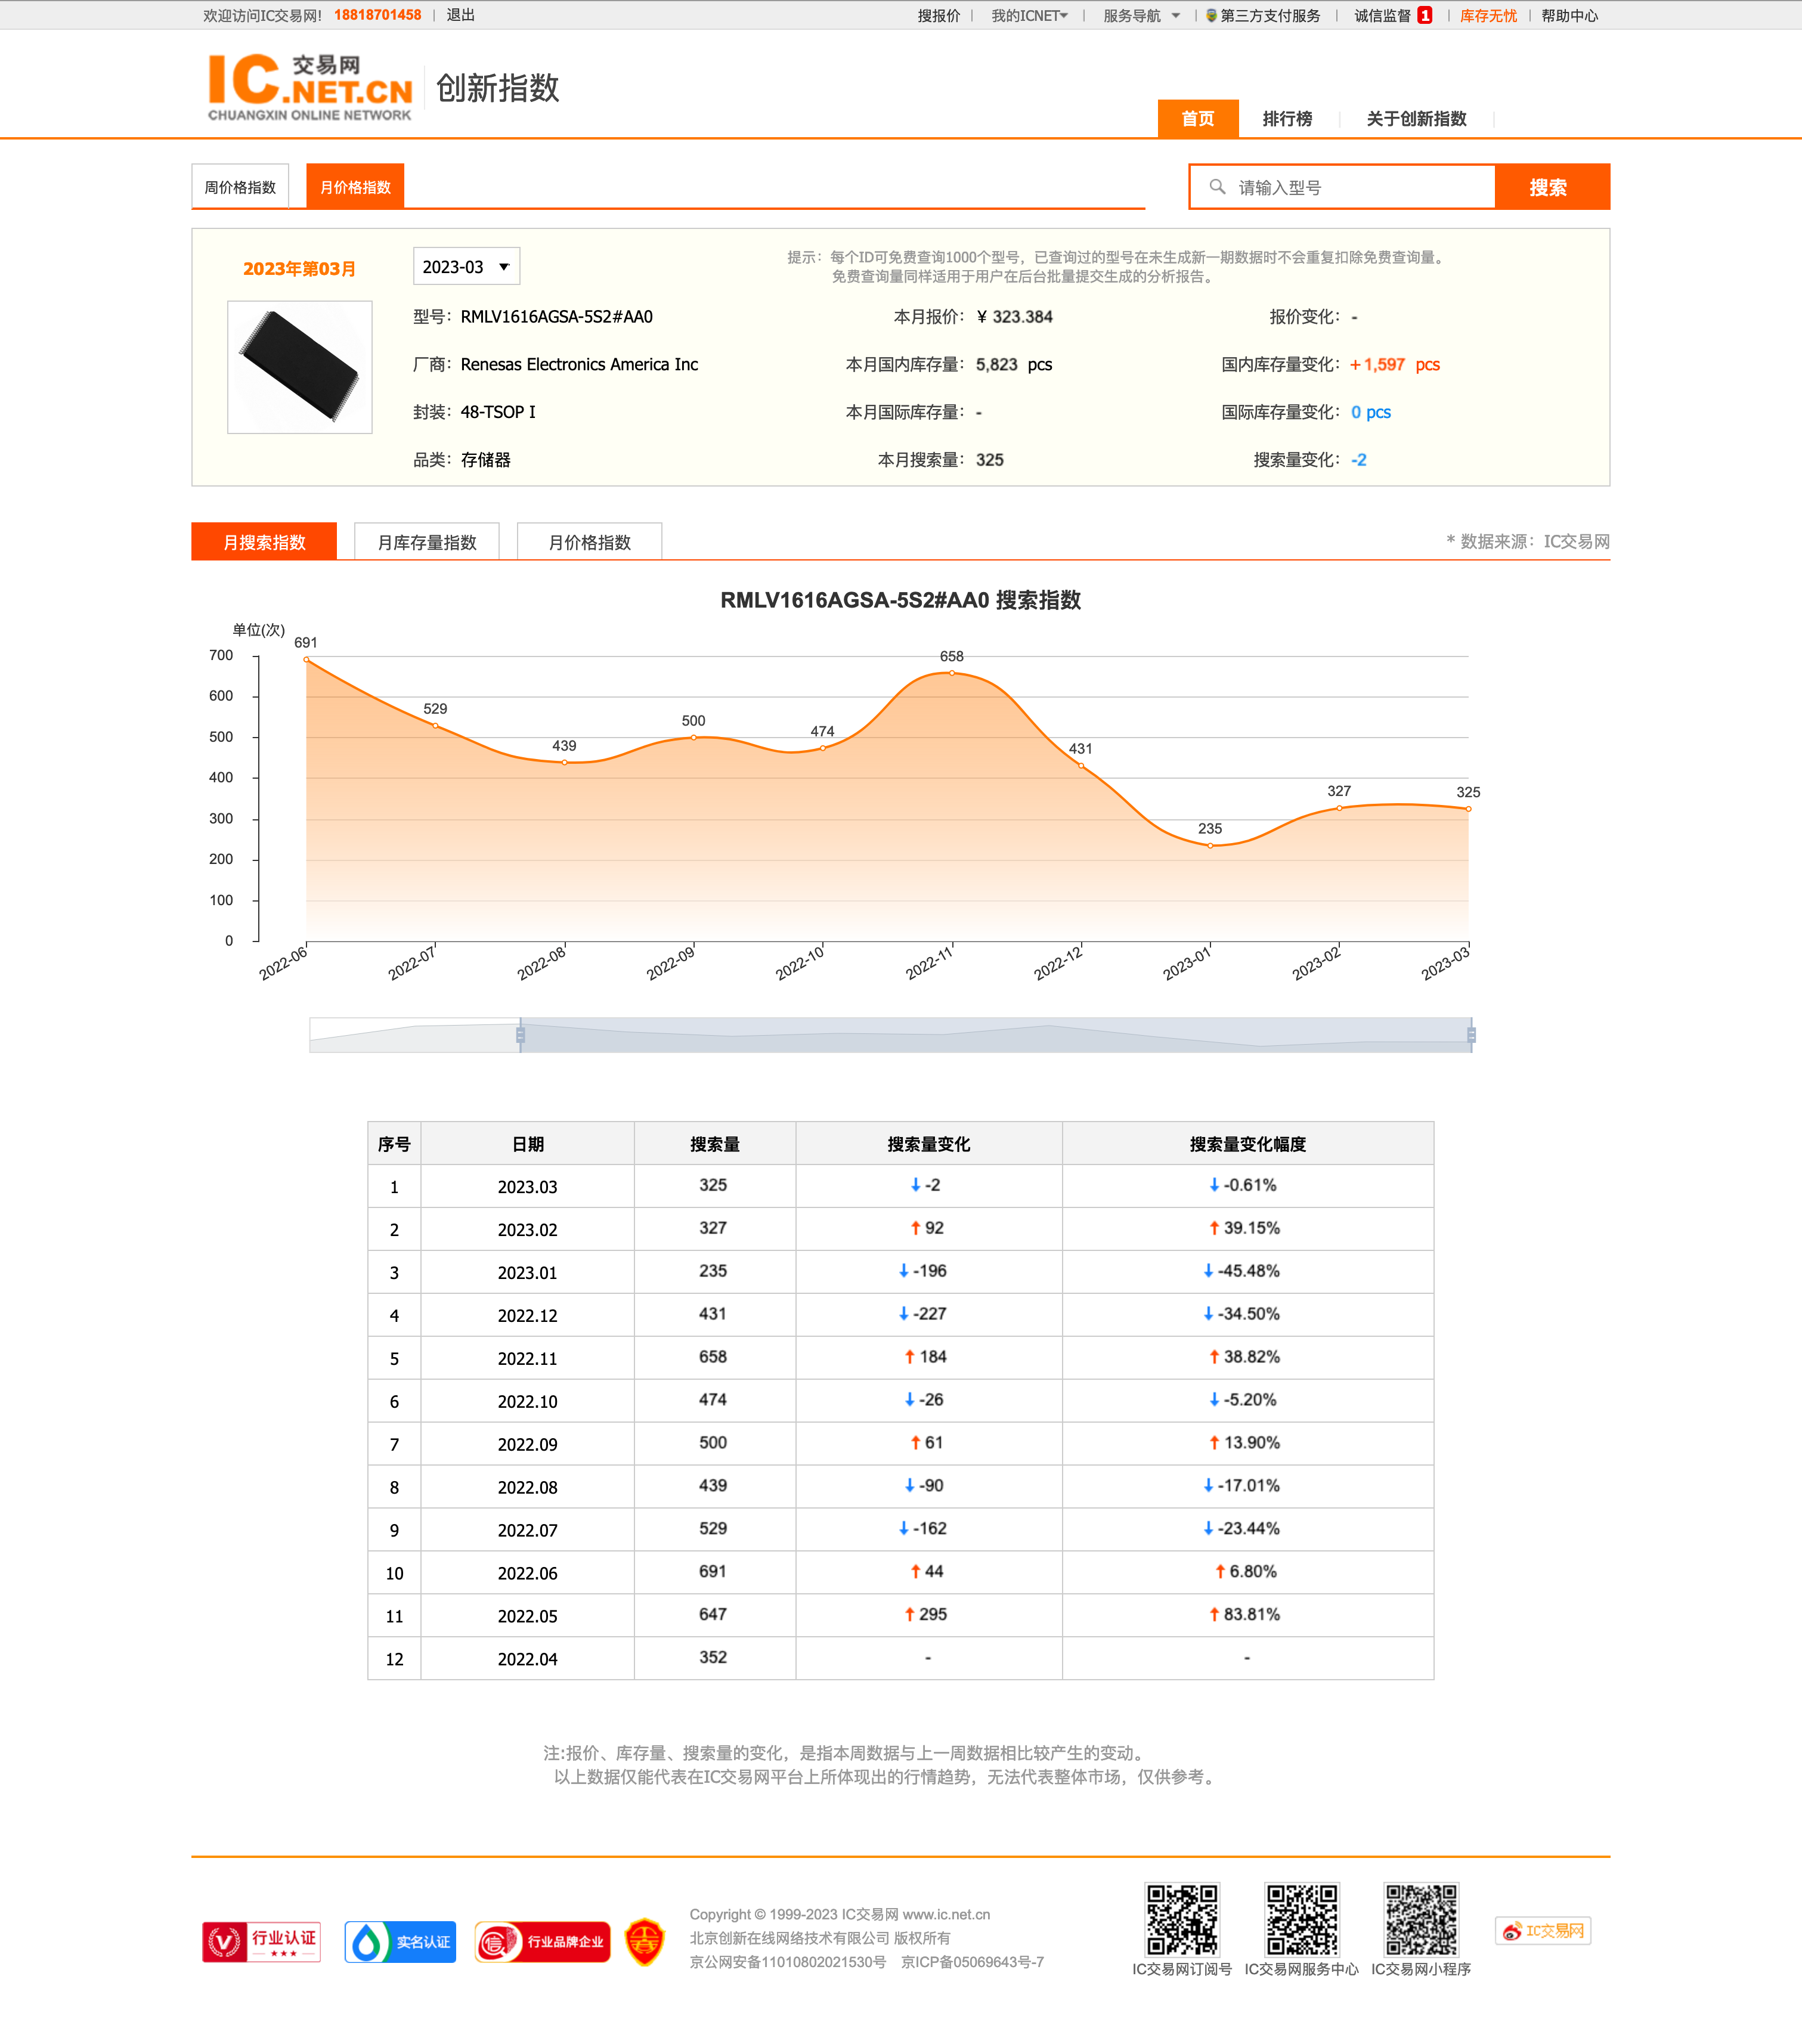 欢迎访问IC交易网! 18818701458 | 退出
搜报价 | 我的ICNET | 服务导航 | 第三方支付服务 | 诚信监督 1 | 库存无忧 | 帮助中心
IC.NET.CN 交易网
CHUANGXIN ONLINE NETWORK
创新指数
首页 排行榜 关于创新指数
周价格指数 月价格指数
请输入型号 搜索
2023年第03月
2023-03
提示：每个ID可免费查询1000个型号，已查询过的型号在未生成新一期数据时不会重复扣除免费查询量。
免费查询量同样适用于用户在后台批量提交生成的分析报告。
型号：RMLV1616AGSA-5S2#AA0 本月报价：¥ 323.384 报价变化：-
厂商：Renesas Electronics America Inc 本月国内库存量：5,823 pcs 国内库存量变化：+1,597 pcs
封装：48-TSOP I 本月国际库存量：- 国际库存量变化：0 pcs
品类：存储器 本月搜索量：325 搜索量变化：-2
月搜索指数 月库存量指数 月价格指数
* 数据来源：IC交易网
RMLV1616AGSA-5S2#AA0 搜索指数
单位(次)
691
529
439
500
474
658
431
235
327
325
700
600
500
400
300
200
100
0
2022-06 2022-07 2022-08 2022-09 2022-10 2022-11 2022-12 2023-01 2023-02 2023-03
序号 日期 搜索量 搜索量变化 搜索量变化幅度
1 2023.03 325 ↓ -2 ↓ -0.61%
2 2023.02 327 ↑ 92 ↑ 39.15%
3 2023.01 235 ↓ -196 ↓ -45.48%
4 2022.12 431 ↓ -227 ↓ -34.50%
5 2022.11 658 ↑ 184 ↑ 38.82%
6 2022.10 474 ↓ -26 ↓ -5.20%
7 2022.09 500 ↑ 61 ↑ 13.90%
8 2022.08 439 ↓ -90 ↓ -17.01%
9 2022.07 529 ↓ -162 ↓ -23.44%
10 2022.06 691 ↑ 44 ↑ 6.80%
11 2022.05 647 ↑ 295 ↑ 83.81%
12 2022.04 352 - -
注:报价、库存量、搜索量的变化，是指本周数据与上一周数据相比较产生的变动。
以上数据仅能代表在IC交易网平台上所体现出的行情趋势，无法代表整体市场，仅供参考。
行业认证
实名认证
信 行业品牌企业
Copyright © 1999-2023 IC交易网 www.ic.net.cn
北京创新在线网络技术有限公司 版权所有
京公网安备11010802021530号 京ICP备05069643号-7
IC交易网订阅号 IC交易网服务中心 IC交易网小程序
IC交易网